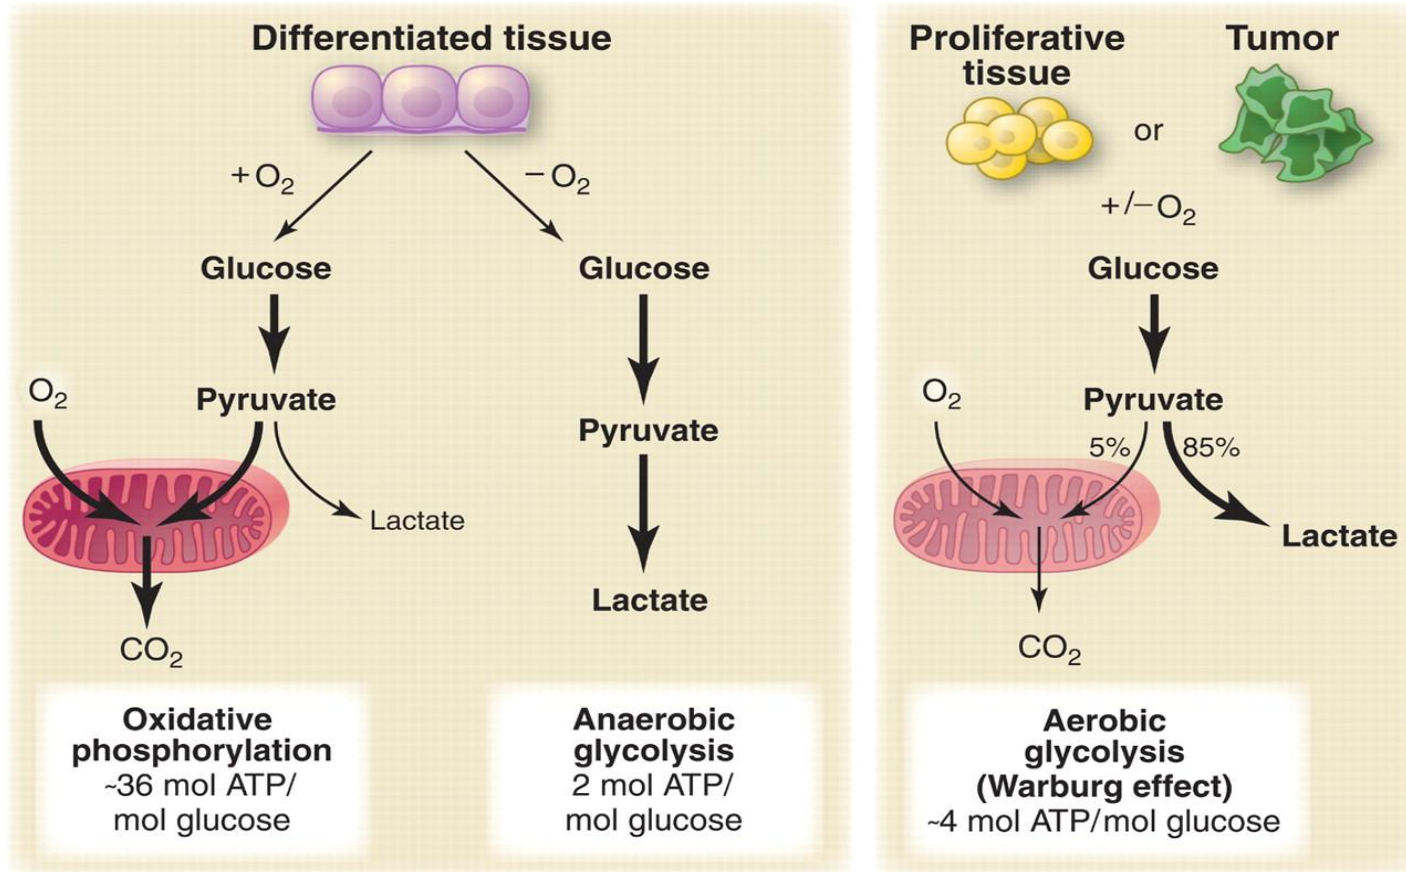 Differentiated tissue
+O₂
−O₂
Glucose
Glucose
O₂
Pyruvate
Pyruvate
Lactate
Lactate
CO₂
Oxidative
phosphorylation
~36 mol ATP/
mol glucose
Anaerobic
glycolysis
2 mol ATP/
mol glucose
Proliferative
tissue
or
Tumor
+/−O₂
Glucose
O₂
Pyruvate
5%
85%
Lactate
CO₂
Aerobic
glycolysis
(Warburg effect)
~4 mol ATP/mol glucose